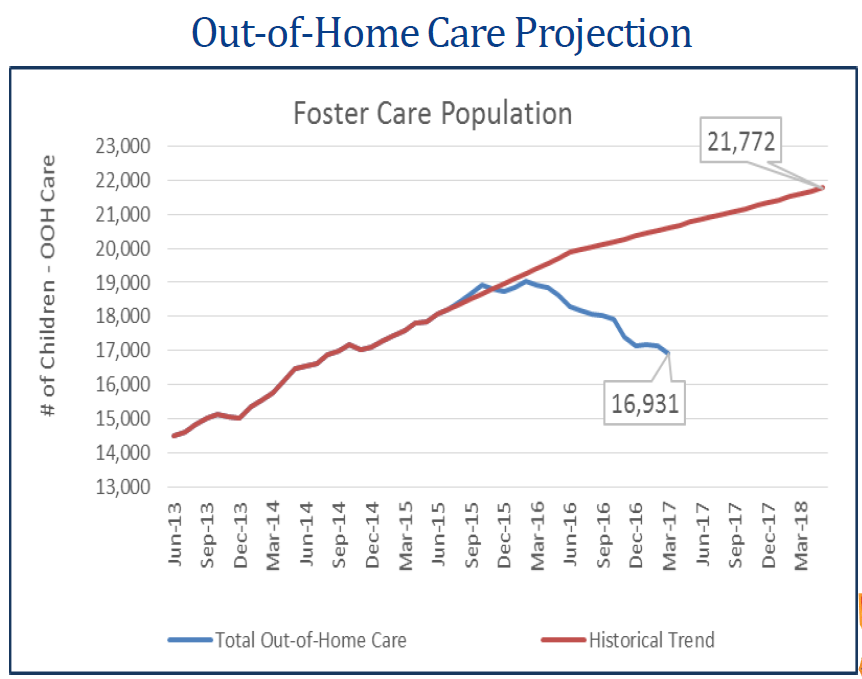 Out-of-Home Care Projection
Foster Care Population
# of Children - OOH Care
23,000
22,000
21,000
20,000
19,000
18,000
17,000
16,000
15,000
14,000
13,000
21,772
16,931
Jun-13
Sep-13
Dec-13
Mar-14
Jun-14
Sep-14
Dec-14
Mar-15
Jun-15
Sep-15
Dec-15
Mar-16
Jun-16
Sep-16
Dec-16
Mar-17
Jun-17
Sep-17
Dec-17
Mar-18
Total Out-of-Home Care
Historical Trend